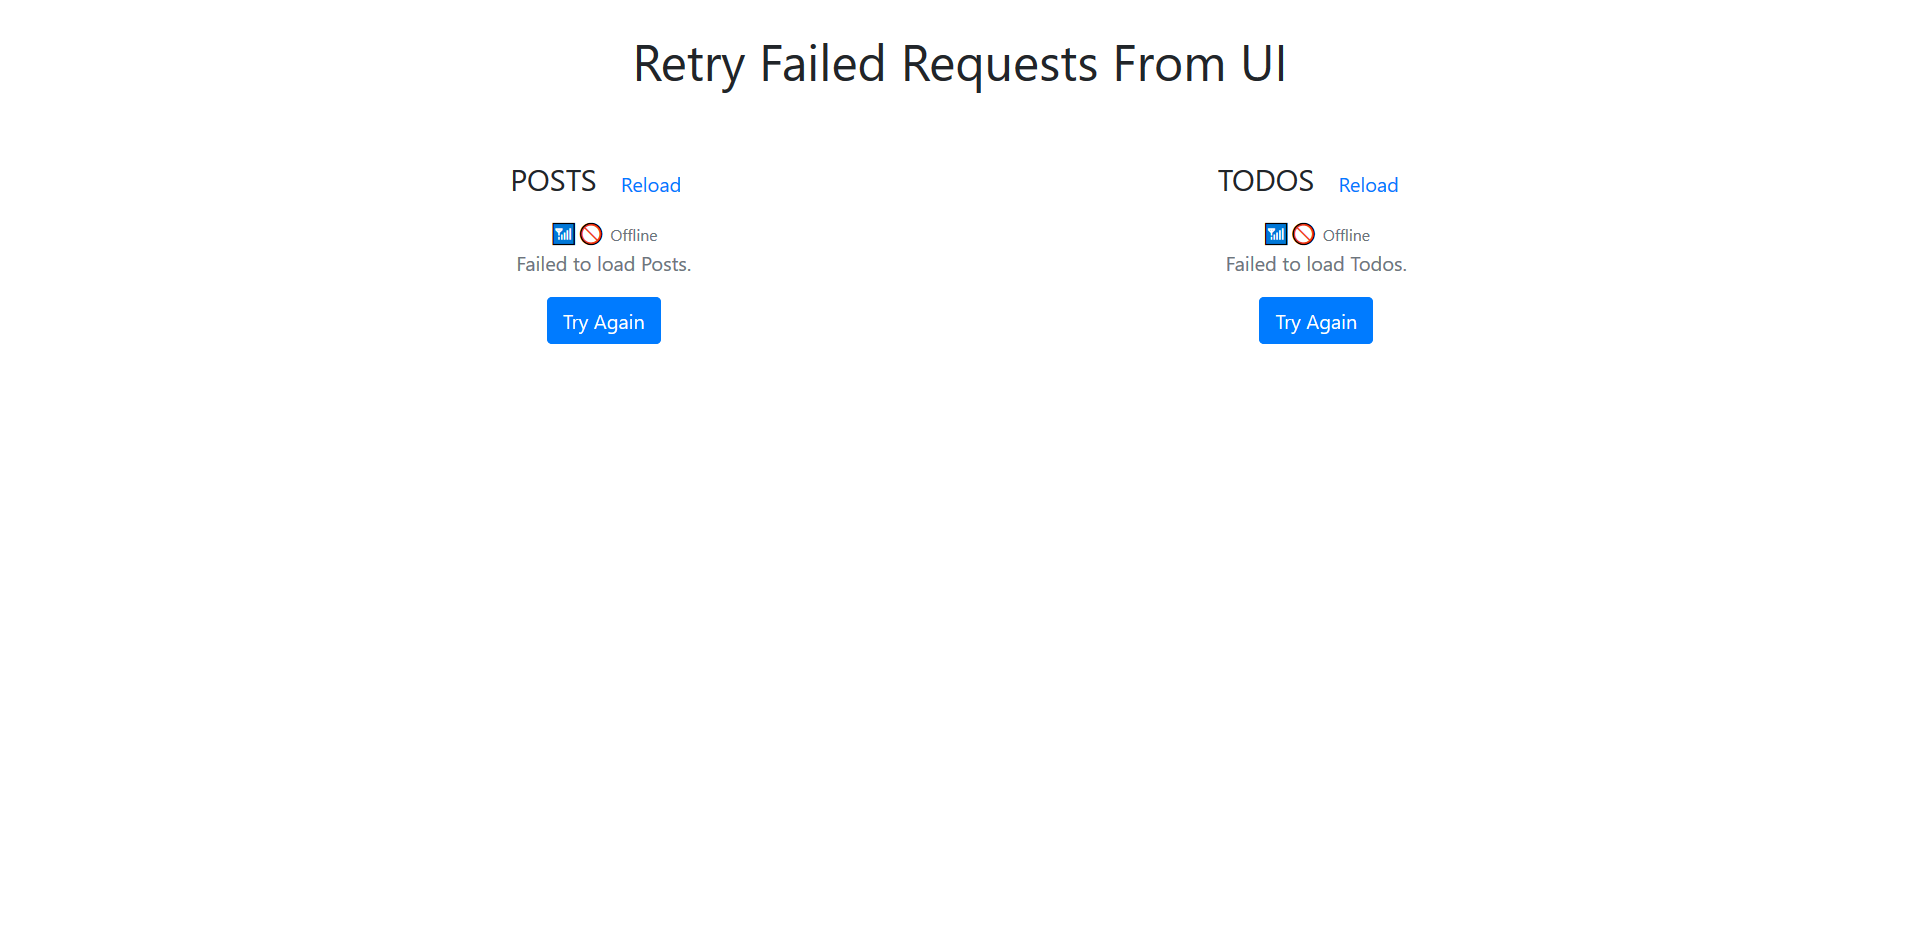 Retry Failed Requests From UI
POSTS Reload
📶 🚫 Offline
Failed to load Posts.
Try Again
TODOS Reload
📶 🚫 Offline
Failed to load Todos.
Try Again